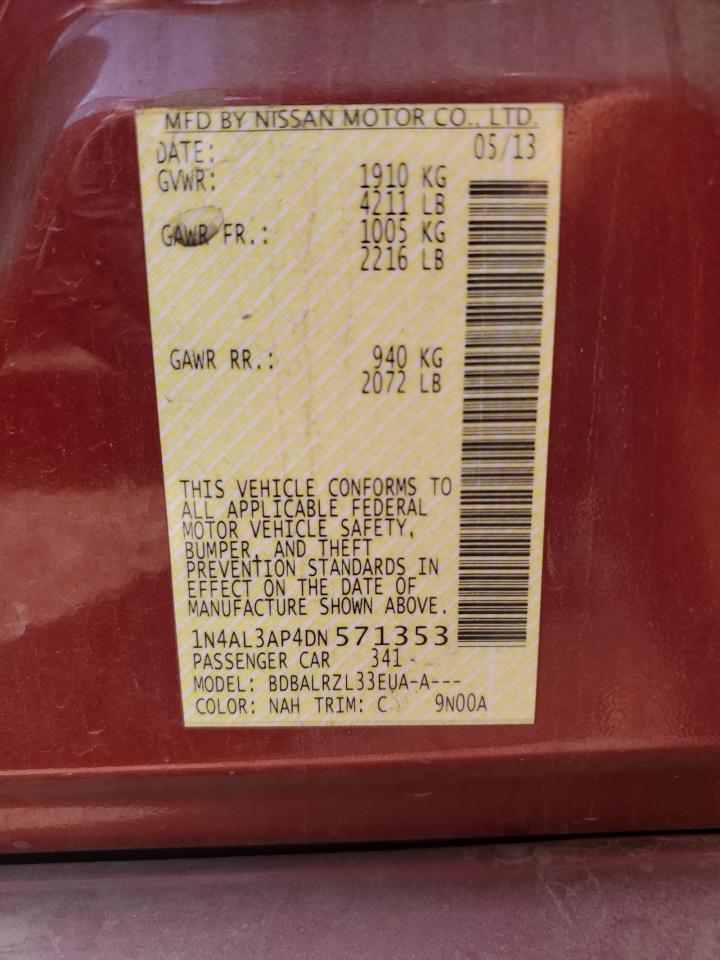 MFD BY NISSAN MOTOR CO., LTD.
DATE: 05/13
GVWR: 1910 KG
4211 LB
GAWR FR.: 1005 KG
2216 LB
GAWR RR.: 940 KG
2072 LB
THIS VEHICLE CONFORMS TO
ALL APPLICABLE FEDERAL
MOTOR VEHICLE SAFETY,
BUMPER, AND THEFT
PREVENTION STANDARDS IN
EFFECT ON THE DATE OF
MANUFACTURE SHOWN ABOVE.
1N4AL3AP4DN571353
PASSENGER CAR 341-
MODEL: BDBALRZL33EUA-A---
COLOR: NAH TRIM: C 9N00A